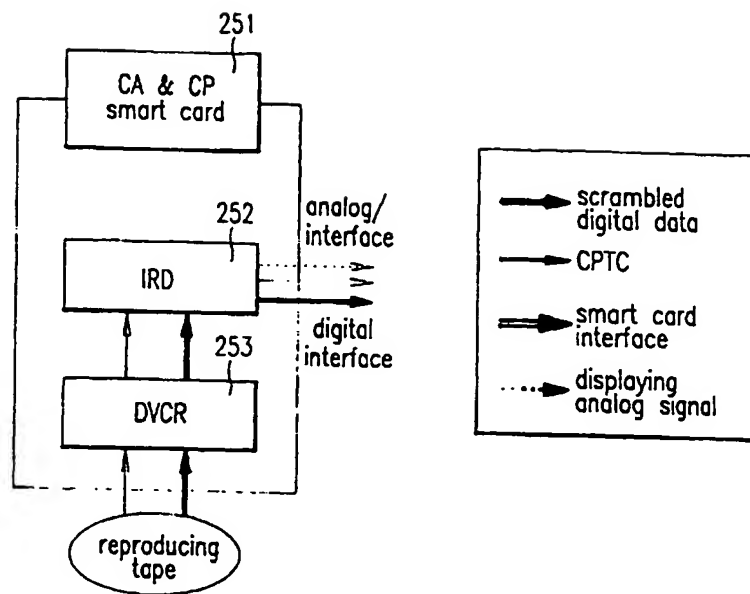 251
CA & CP
smart card
252
analog/
interface
IRD
digital
interface
253
DVCR
reproducing
tape
scrambled
digital data
CPTC
smart card
interface
displaying
analog signal